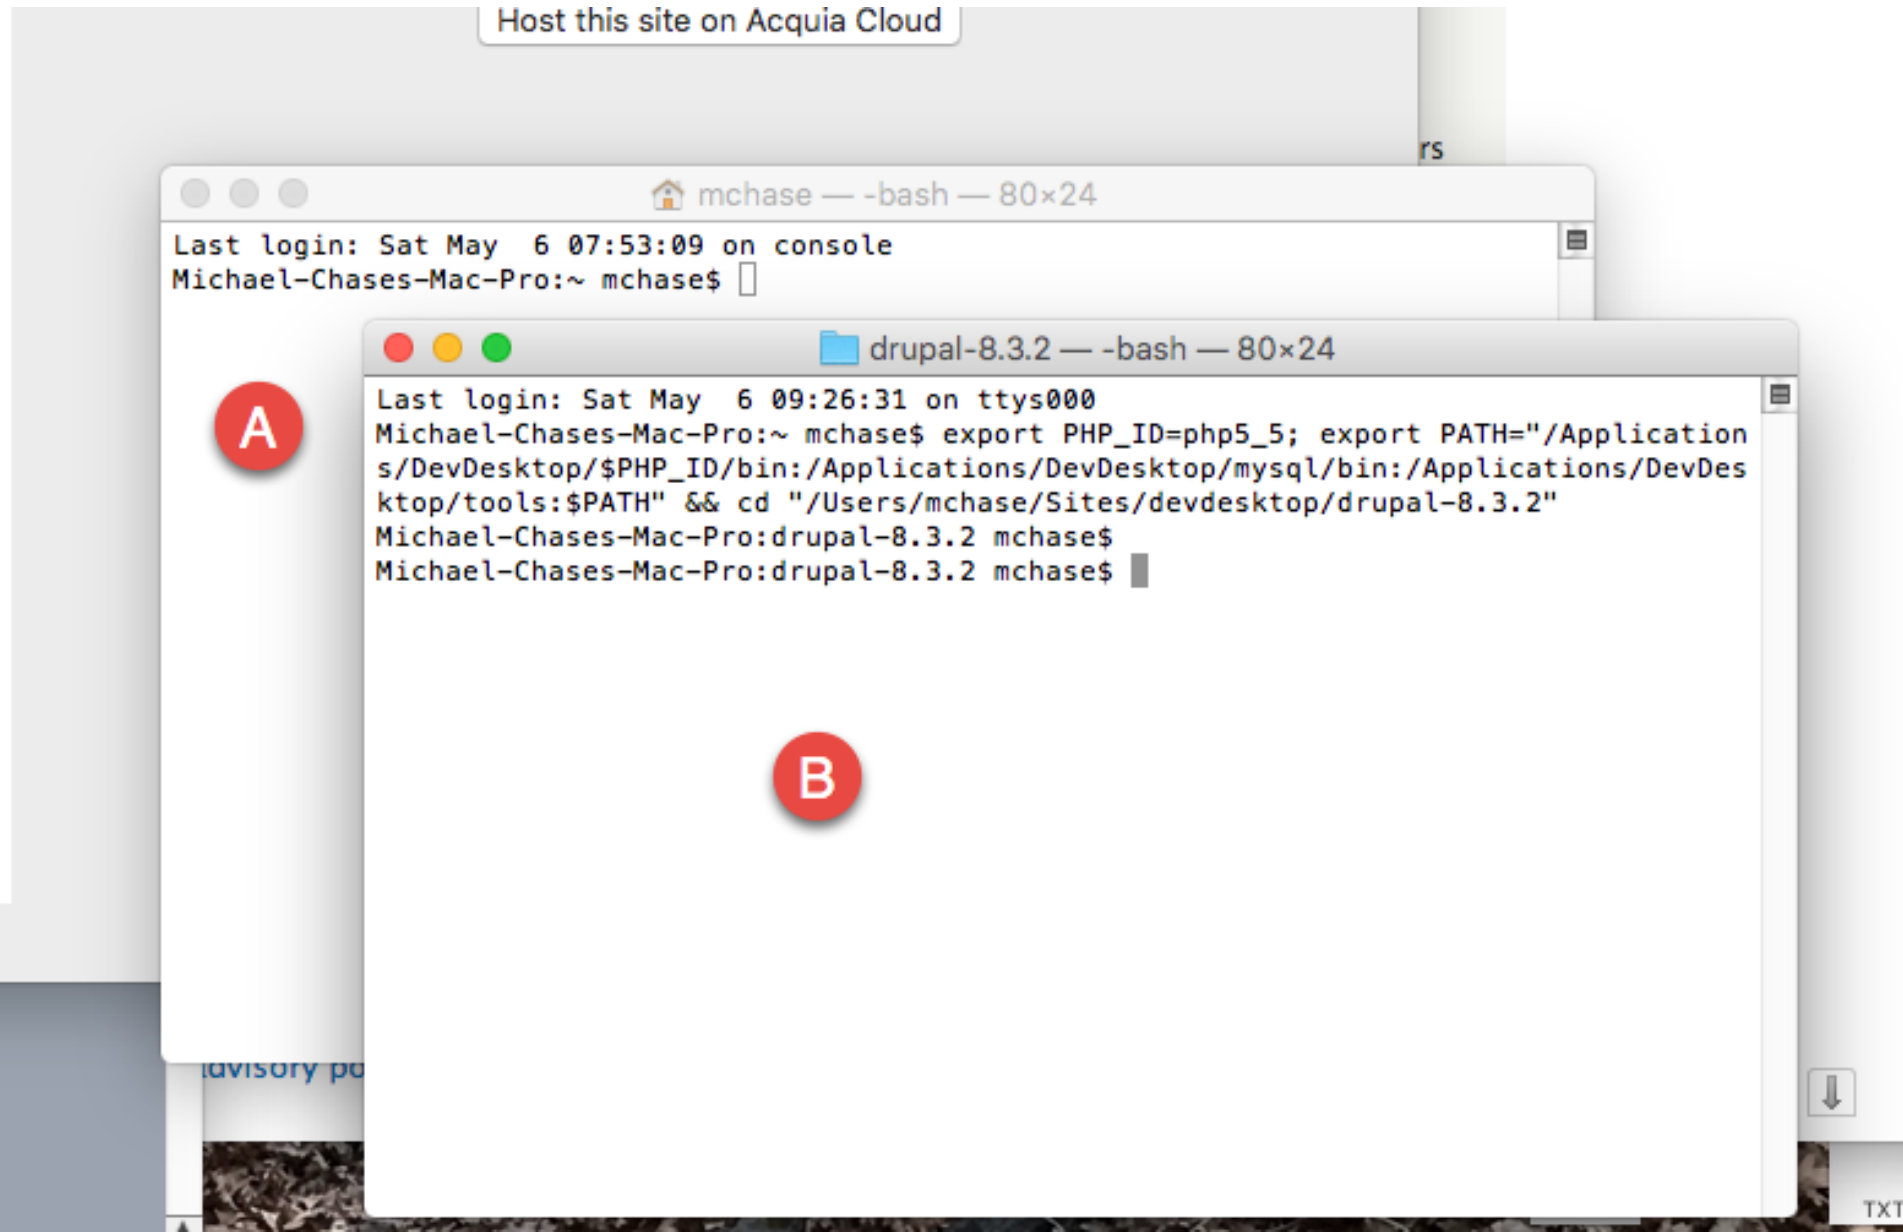 Host this site on Acquia Cloud
rs
mchase — -bash — 80×24
Last login: Sat May  6 07:53:09 on console
Michael-Chases-Mac-Pro:~ mchase$
drupal-8.3.2 — -bash — 80×24
Last login: Sat May  6 09:26:31 on ttys000
Michael-Chases-Mac-Pro:~ mchase$ export PHP_ID=php5_5; export PATH="/Application
s/DevDesktop/$PHP_ID/bin:/Applications/DevDesktop/mysql/bin:/Applications/DevDes
ktop/tools:$PATH" && cd "/Users/mchase/Sites/devdesktop/drupal-8.3.2"
Michael-Chases-Mac-Pro:drupal-8.3.2 mchase$
Michael-Chases-Mac-Pro:drupal-8.3.2 mchase$
A
B
advisory po
TXT